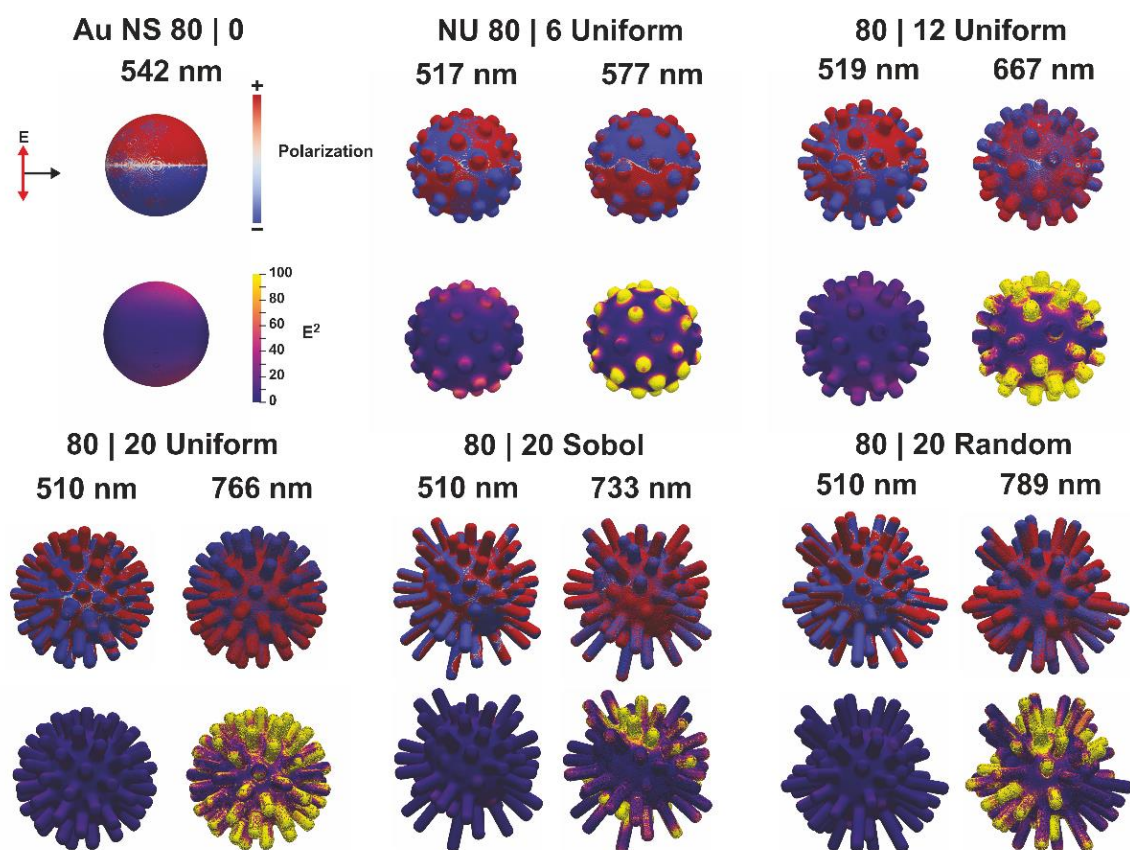 Au NS 80 | 0
542 nm
E
+
Polarization
−
100
80
60
40
20
0
E²
NU 80 | 6 Uniform
517 nm 577 nm
80 | 12 Uniform
519 nm 667 nm
80 | 20 Uniform
510 nm 766 nm
80 | 20 Sobol
510 nm 733 nm
80 | 20 Random
510 nm 789 nm